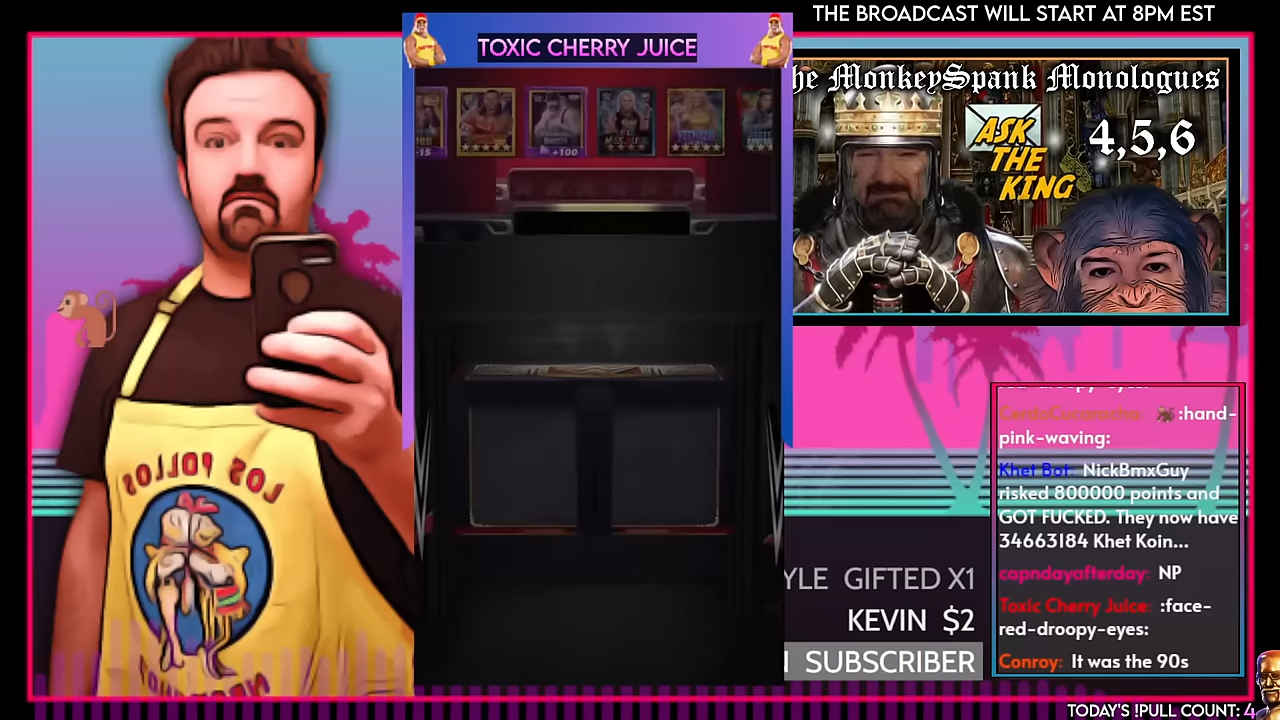 THE BROADCAST WILL START AT 8PM EST
TOXIC CHERRY JUICE
he MonkeySpank Monologues
ASK
THE
KING
4,5,6
+100
LOS POLLOS
:hand-
pink-waving:
Khet Bot: NickBmxGuy
risked 800000 points and
GOT FUCKED. They now have
34663184 Khet Koin...
capndayafterday: NP
Toxic Cherry Juice: :face-
red-droopy-eyes:
Conroy: It was the 90s
YLE GIFTED X1
KEVIN $2
SUBSCRIBER
TODAY'S !PULL COUNT: 4